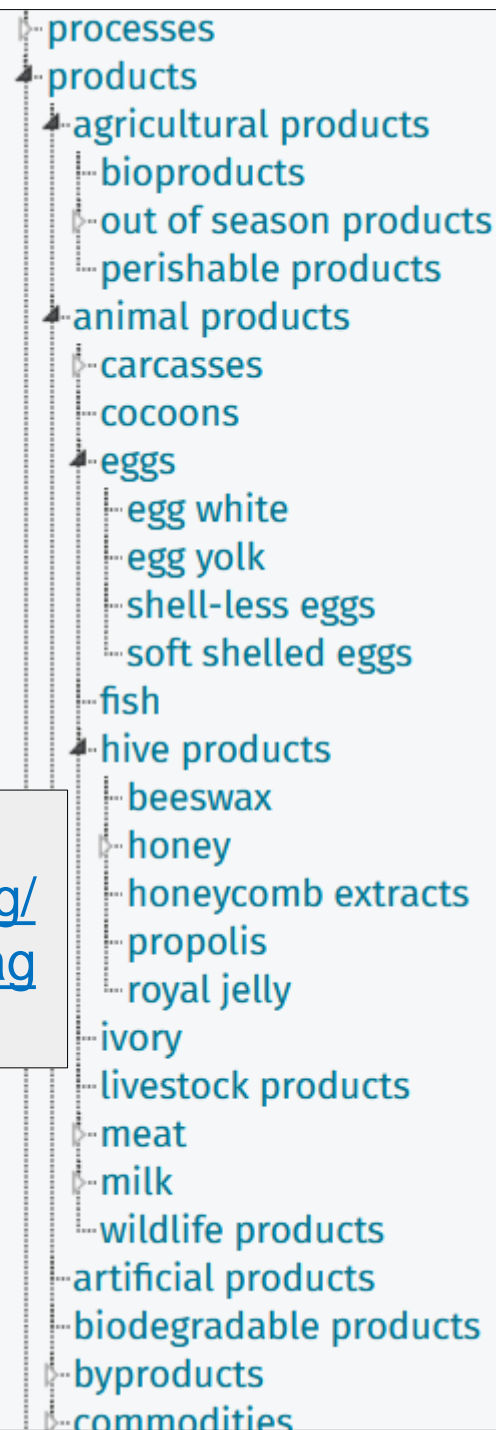 processes
products
agricultural products
bioproducts
out of season products
perishable products
animal products
carcasses
cocoons
eggs
egg white
egg yolk
shell-less eggs
soft shelled eggs
fish
hive products
beeswax
honey
g/
honeycomb extracts
propolis
royal jelly
ivory
livestock products
meat
milk
wildlife products
artificial products
biodegradable products
byproducts
commodities